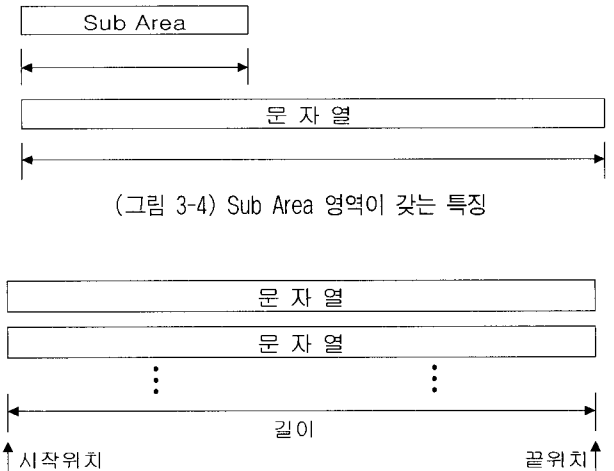 Sub Area
문 자 열
(그림 3-4) Sub Area 영역이 갖는 특징
문 자 열
문 자 열
길이
시작위치 끝위치